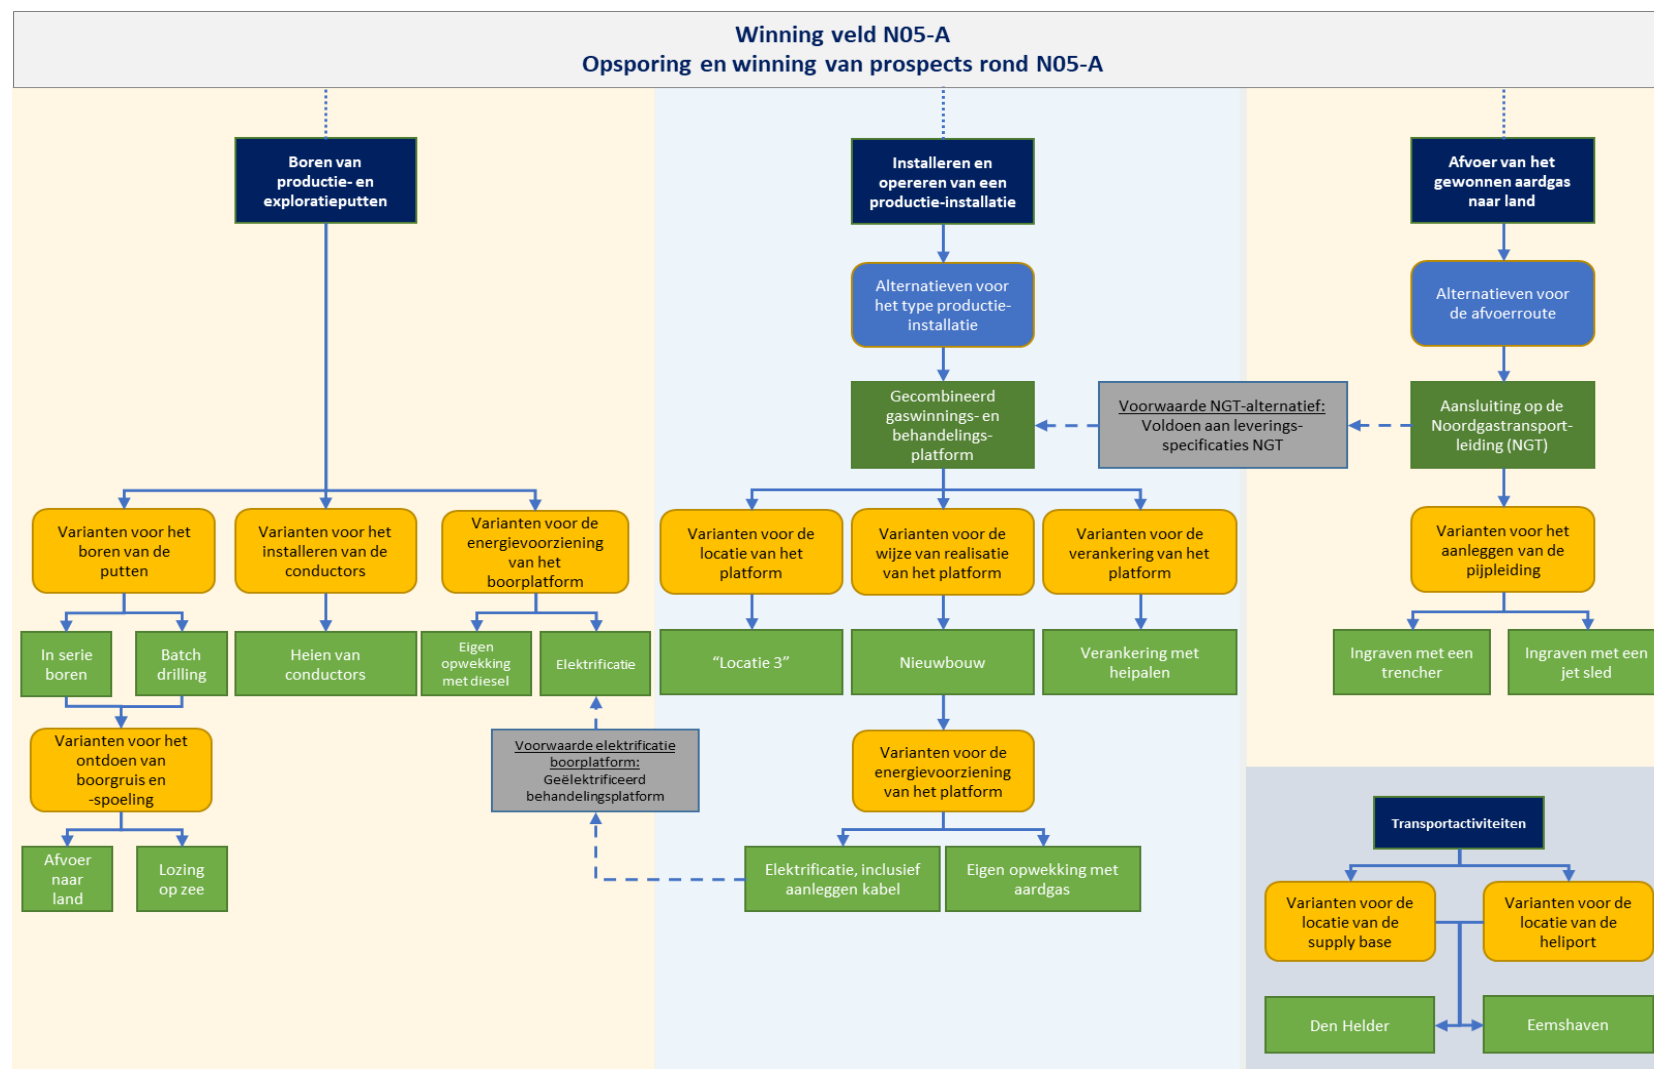 Winning veld N05-A
Opsporing en winning van prospects rond N05-A
Boren van
productie- en
exploratieputten
Varianten voor het
boren van de
putten
Varianten voor het
installeren van de
conductors
Varianten voor de
energievoorziening
van het
boorplatform
In serie
boren
Batch
drilling
Heien van
conductors
Eigen
opwekking
met diesel
Elektrificatie
Varianten voor het
ontdoen van
boorgruis en
-spoeling
Afvoer
naar
land
Lozing
op zee
Voorwaarde elektrificatie
boorplatform:
Geëlektrificeerd
behandelingsplatform
Installeren en
opereren van een
productie-installatie
Alternatieven voor
het type productie-
installatie
Gecombineerd
gaswinnings- en
behandelings-
platform
Voorwaarde NGT-alternatief:
Voldoen aan leverings-
specificaties NGT
Varianten voor de
locatie van het
platform
Varianten voor de
wijze van realisatie
van het platform
Varianten voor de
verankering van het
platform
“Locatie 3”
Nieuwbouw
Verankering met
heipalen
Varianten voor de
energievoorziening
van het platform
Elektrificatie, inclusief
aanleggen kabel
Eigen opwekking met
aardgas
Afvoer van het
gewonnen aardgas
naar land
Alternatieven voor
de afvoerroute
Aansluiting op de
Noordgastransport-
leiding (NGT)
Varianten voor het
aanleggen van de
pijpleiding
Ingraven met een
trencher
Ingraven met een
jet sled
Transportactiviteiten
Varianten voor de
locatie van de
supply base
Varianten voor de
locatie van de
heliport
Den Helder
Eemshaven